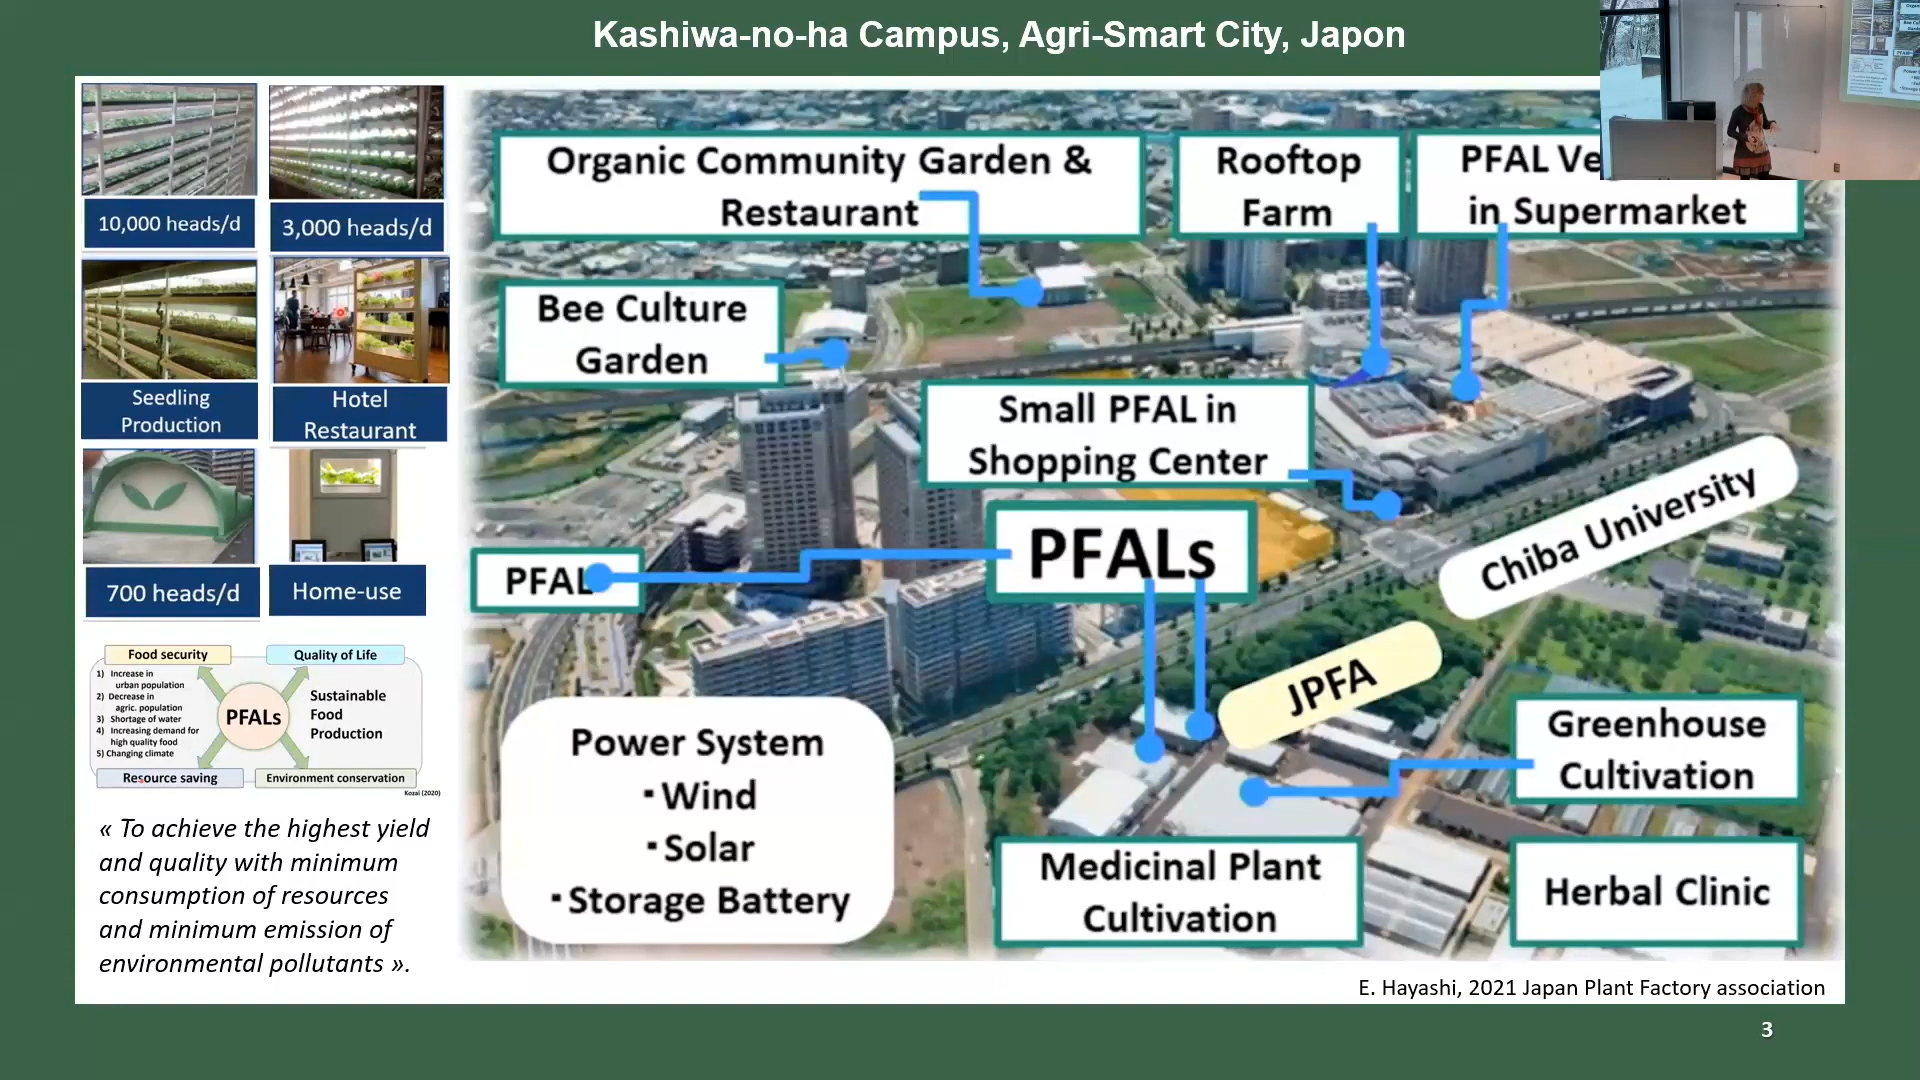 Kashiwa-no-ha Campus, Agri-Smart City, Japon
10,000 heads/d
3,000 heads/d
Seedling
Production
Hotel
Restaurant
700 heads/d
Home-use
Food security
Quality of Life
1) Increase in
urban population
2) Decrease in
agric. population
3) Shortage of water
4) Increasing demand for
high quality food
5) Changing climate
PFALs
Sustainable
Food
Production
Resource saving
Environment conservation
Kozai (2020)
« To achieve the highest yield
and quality with minimum
consumption of resources
and minimum emission of
environmental pollutants ».
Organic Community Garden &
Restaurant
Rooftop
Farm
PFAL
in Supermarket
Bee Culture
Garden
Small PFAL in
Shopping Center
PFALs
PFAL
Chiba University
JPFA
Power System
▪ Wind
▪ Solar
▪ Storage Battery
Greenhouse
Cultivation
Medicinal Plant
Cultivation
Herbal Clinic
E. Hayashi, 2021 Japan Plant Factory association
3